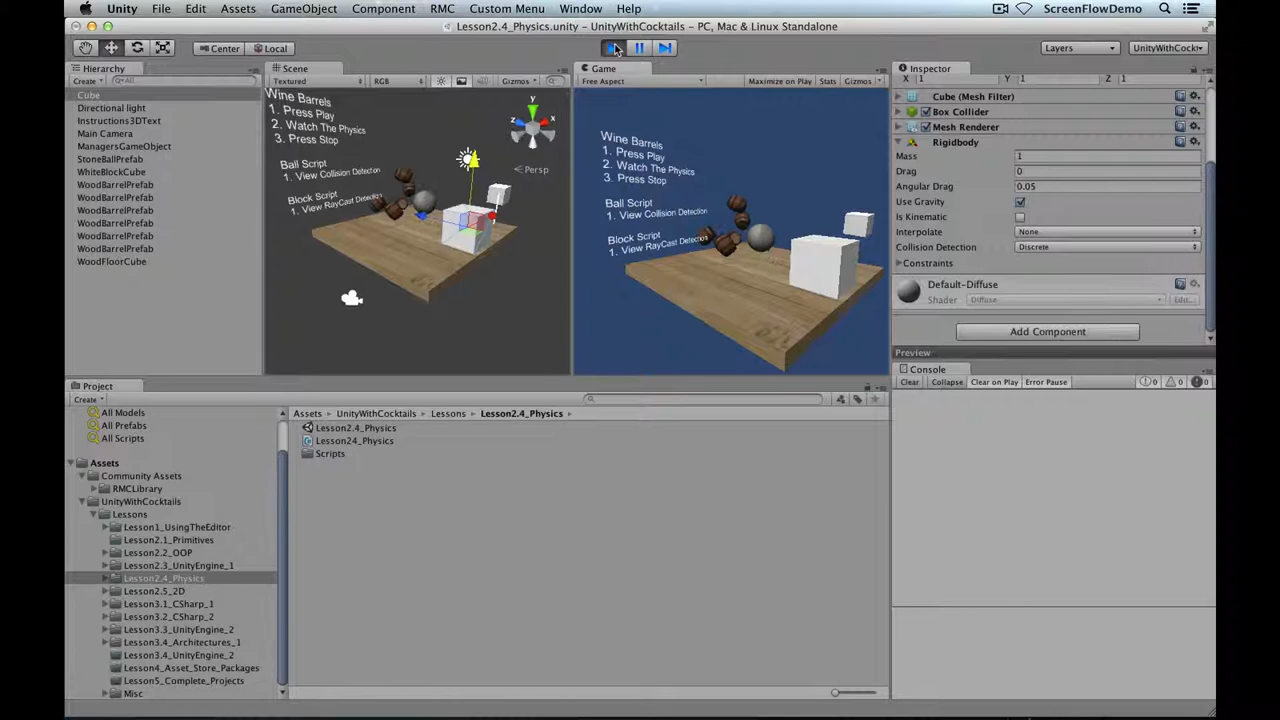 Unity File Edit Assets GameObject Component RMC Custom Menu Window Help ScreenFlowDemo
Lesson2.4_Physics.unity - UnityWithCocktails - PC, Mac & Linux Standalone
Center Local Layers UnityWithCockt
Hierarchy
Create All
Cube
Directional light
Instructions3DText
Main Camera
ManagersGameObject
StoneBallPrefab
WhiteBlockCube
WoodBarrelPrefab
WoodBarrelPrefab
WoodBarrelPrefab
WoodBarrelPrefab
WoodBarrelPrefab
WoodBarrelPrefab
WoodFloorCube
Scene
Textured RGB Gizmos
Wine Barrels
1. Press Play
2. Watch The Physics
3. Press Stop
Ball Script
1. View Collision Detection
Block Script
1. View RayCast Detection
y
x
z
Persp
Game
Free Aspect Maximize on Play Stats Gizmos
Wine Barrels
1. Press Play
2. Watch The Physics
3. Press Stop
Ball Script
1. View Collision Detection
Block Script
1. View RayCast Detection
Inspector
X 1 Y 1 Z 1
Cube (Mesh Filter)
Box Collider
Mesh Renderer
Rigidbody
Mass 1
Drag 0
Angular Drag 0.05
Use Gravity
Is Kinematic
Interpolate None
Collision Detection Discrete
Constraints
Default-Diffuse
Shader Diffuse Edit...
Add Component
Preview
Console
Clear Collapse Clear on Play Error Pause 0 0 0
Project
Create
All Models
All Prefabs
All Scripts
Assets
Community Assets
RMCLibrary
UnityWithCocktails
Lessons
Lesson1_UsingTheEditor
Lesson2.1_Primitives
Lesson2.2_OOP
Lesson2.3_UnityEngine_1
Lesson2.4_Physics
Lesson2.5_2D
Lesson3.1_CSharp_1
Lesson3.2_CSharp_2
Lesson3.3_UnityEngine_2
Lesson3.4_Architectures_1
Lesson3.4_UnityEngine_2
Lesson4_Asset_Store_Packages
Lesson5_Complete_Projects
Misc
Assets UnityWithCocktails Lessons Lesson2.4_Physics
Lesson2.4_Physics
Lesson24_Physics
Scripts